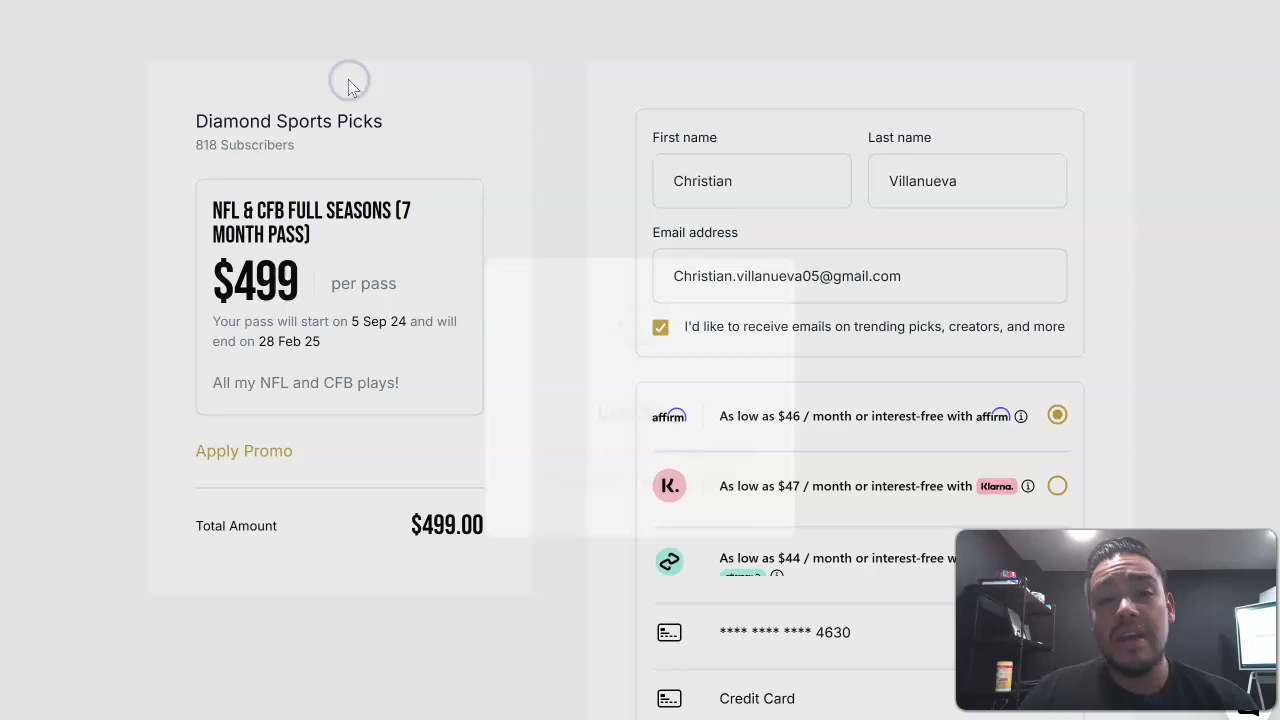 Diamond Sports Picks
818 Subscribers
NFL & CFB FULL SEASONS (7
MONTH PASS)
$499 per pass
Your pass will start on 5 Sep 24 and will
end on 28 Feb 25
All my NFL and CFB plays!
Apply Promo
Total Amount $499.00
First name Last name
Christian Villanueva
Email address
Christian.villanueva05@gmail.com
I'd like to receive emails on trending picks, creators, and more
affirm As low as $46 / month or interest-free with affirm
K. As low as $47 / month or interest-free with Klarna.
As low as $44 / month or interest-free w
**** **** **** 4630
Credit Card